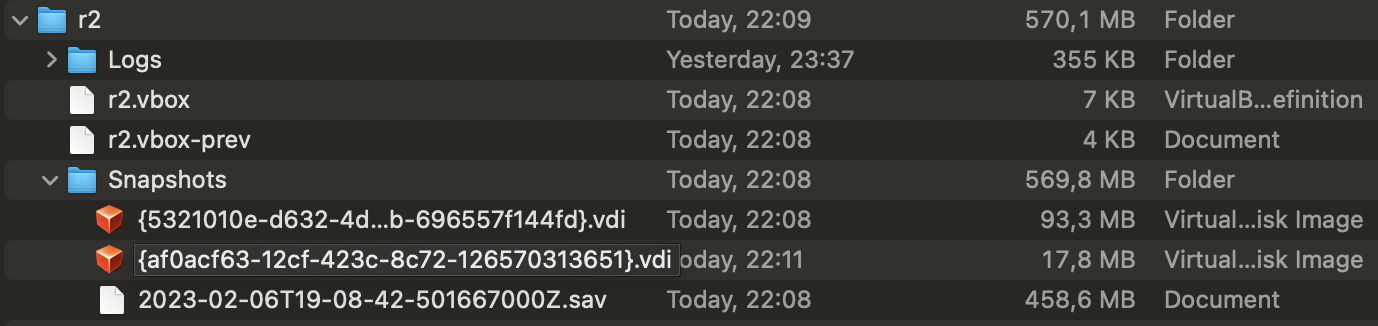 r2 Today, 22:09 570,1 MB Folder
Logs Yesterday, 23:37 355 KB Folder
r2.vbox Today, 22:08 7 KB VirtualB...efinition
r2.vbox-prev Today, 22:08 4 KB Document
Snapshots Today, 22:08 569,8 MB Folder
{5321010e-d632-4d...b-696557f144fd}.vdi Today, 22:08 93,3 MB Virtual...isk Image
{af0acf63-12cf-423c-8c72-126570313651}.vdi oday, 22:11 17,8 MB Virtual...isk Image
2023-02-06T19-08-42-501667000Z.sav Today, 22:08 458,6 MB Document